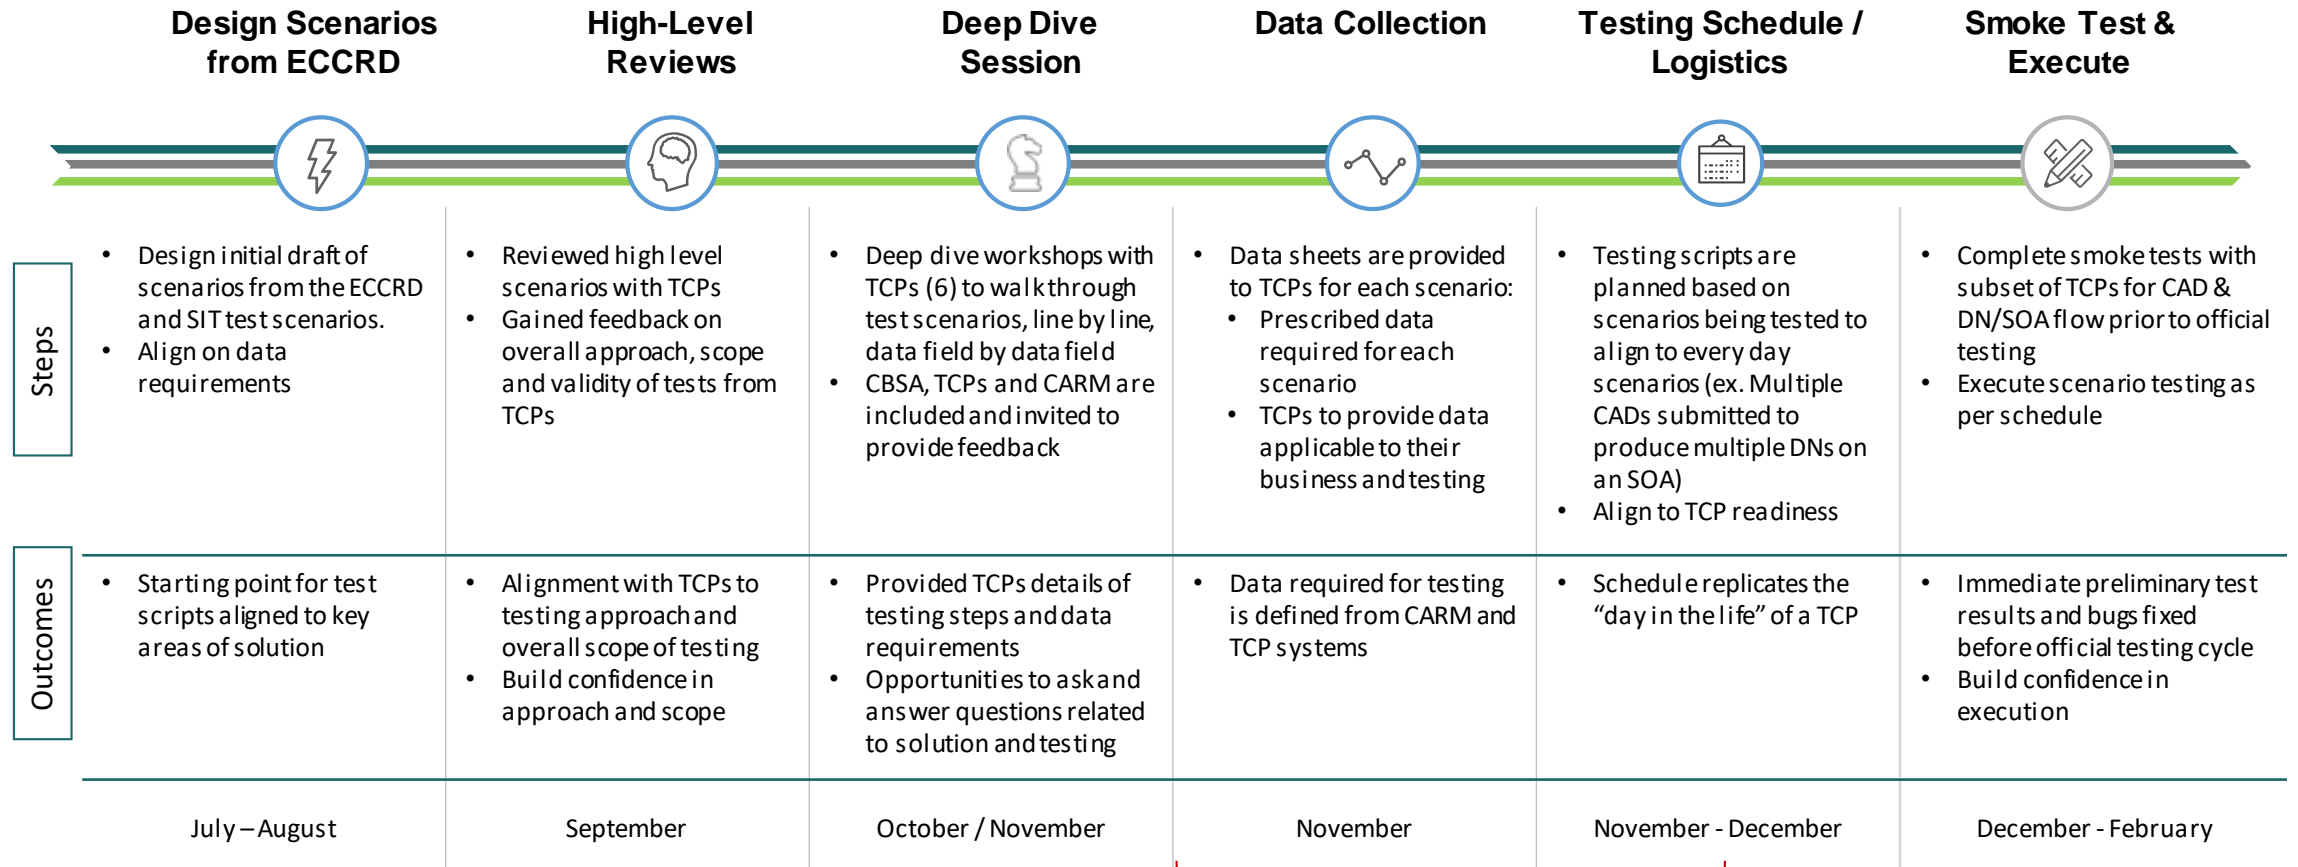 Design Scenarios
from ECCRD
High-Level
Reviews
Deep Dive
Session
Data Collection
Testing Schedule /
Logistics
Smoke Test &
Execute
Steps
• Design initial draft of
scenarios from the ECCRD
and SIT test scenarios.
• Align on data
requirements
• Reviewed high level
scenarios with TCPs
• Gained feedback on
overall approach, scope
and validity of tests from
TCPs
• Deep dive workshops with
TCPs (6) to walkthrough
test scenarios, line by line,
data field by data field
• CBSA, TCPs and CARM are
included and invited to
provide feedback
• Data sheets are provided
to TCPs for each scenario:
• Prescribed data
required for each
scenario
• TCPs to provide data
applicable to their
business and testing
• Testing scripts are
planned based on
scenarios being tested to
align to every day
scenarios (ex. Multiple
CADs submitted to
produce multiple DNs on
an SOA)
• Align to TCP readiness
• Complete smoke tests with
subset of TCPs for CAD &
DN/SOA flow prior to official
testing
• Execute scenario testing as
per schedule
Outcomes
• Starting point for test
scripts aligned to key
areas of solution
• Alignment with TCPs to
testing approach and
overall scope of testing
• Build confidence in
approach and scope
• Provided TCPs details of
testing steps and data
requirements
• Opportunities to ask and
answer questions related
to solution and testing
• Data required for testing
is defined from CARM and
TCP systems
• Schedule replicates the
“day in the life” of a TCP
• Immediate preliminary test
results and bugs fixed
before official testing cycle
• Build confidence in
execution
July – August
September
October / November
November
November - December
December - February